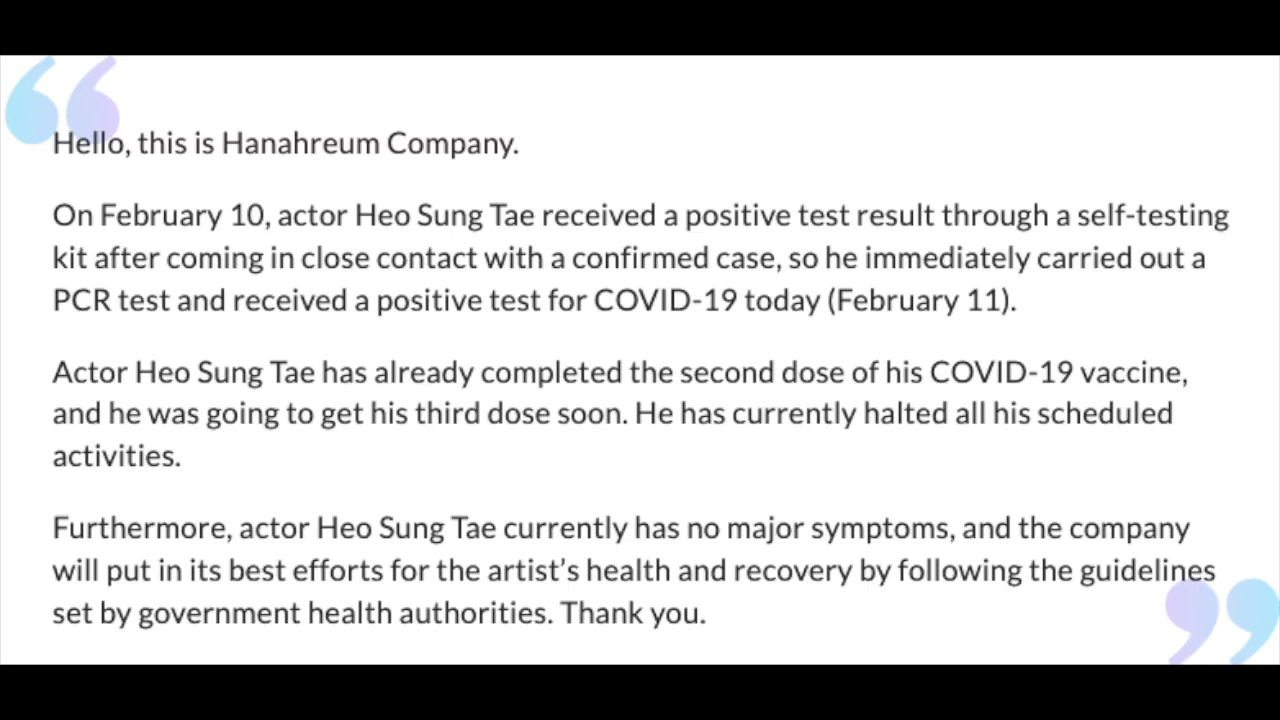 Hello, this is Hanahreum Company.
On February 10, actor Heo Sung Tae received a positive test result through a self-testing
kit after coming in close contact with a confirmed case, so he immediately carried out a
PCR test and received a positive test for COVID-19 today (February 11).
Actor Heo Sung Tae has already completed the second dose of his COVID-19 vaccine,
and he was going to get his third dose soon. He has currently halted all his scheduled
activities.
Furthermore, actor Heo Sung Tae currently has no major symptoms, and the company
will put in its best efforts for the artist’s health and recovery by following the guidelines
set by government health authorities. Thank you.